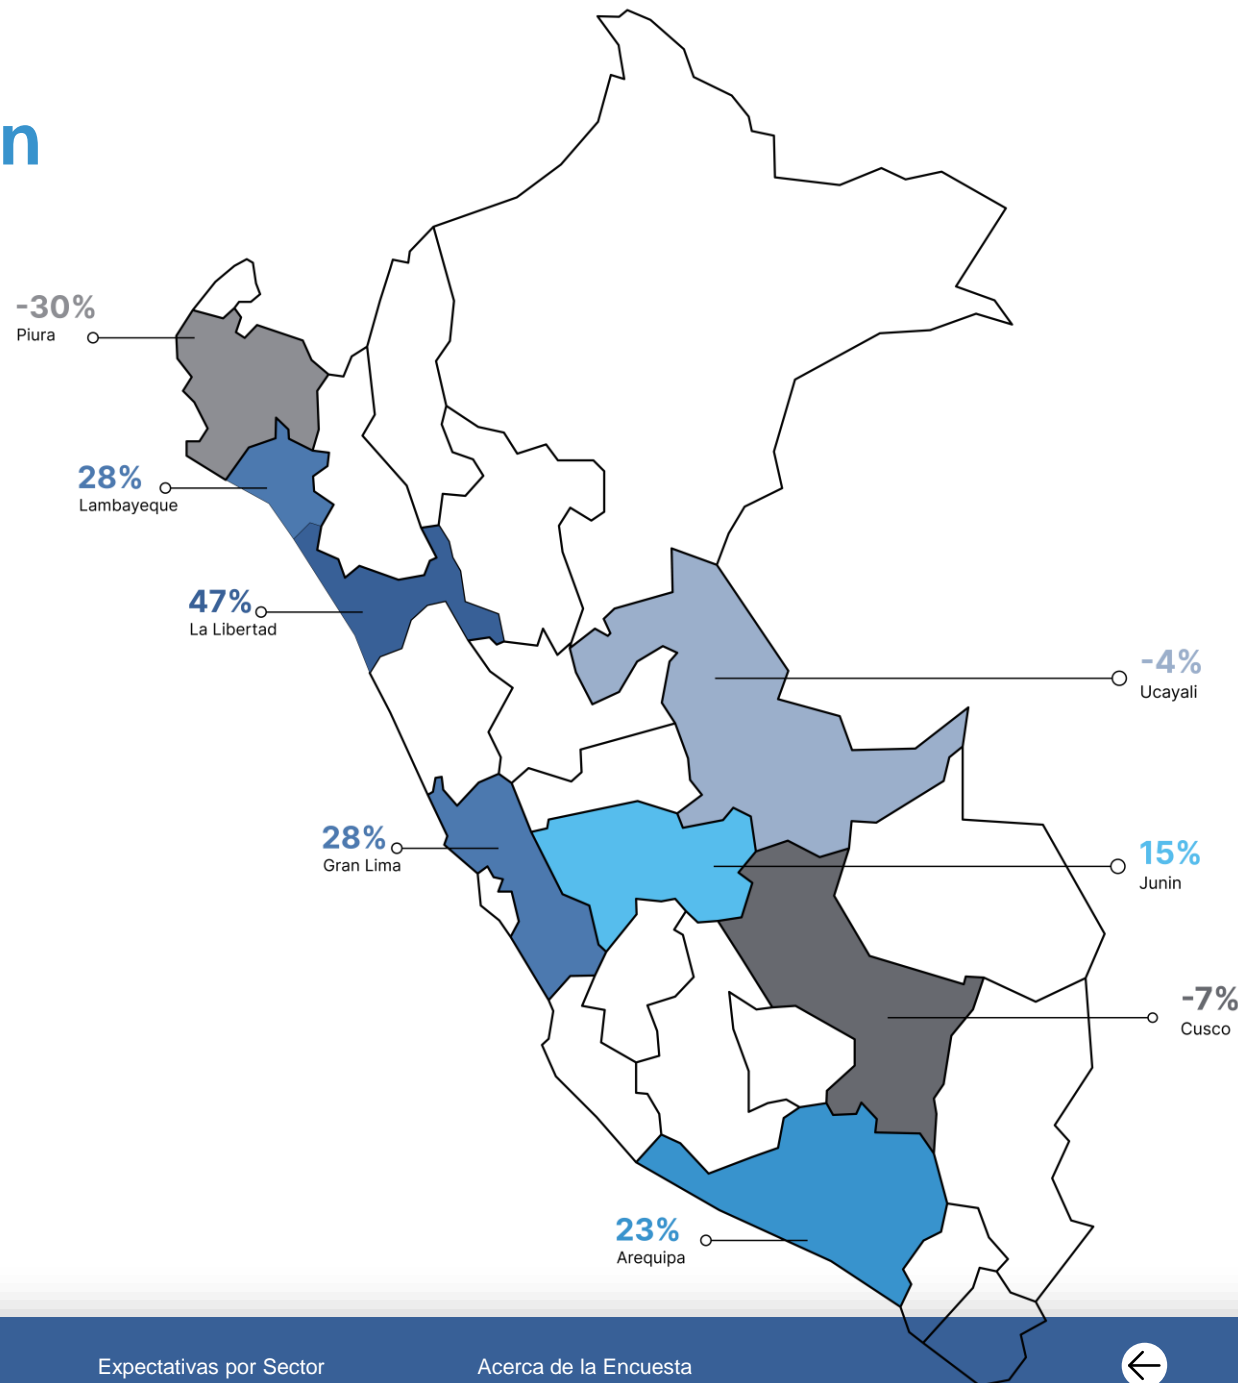 n
-30%
Piura
28%
Lambayeque
47%
La Libertad
-4%
Ucayali
28%
Gran Lima
15%
Junin
-7%
Cusco
23%
Arequipa
Expectativas por Sector
Acerca de la Encuesta